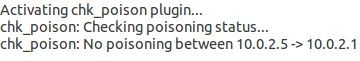 Activating chk_poison plugin...
chk_poison: Checking poisoning status...
chk_poison: No poisoning between 10.0.2.5 -> 10.0.2.1